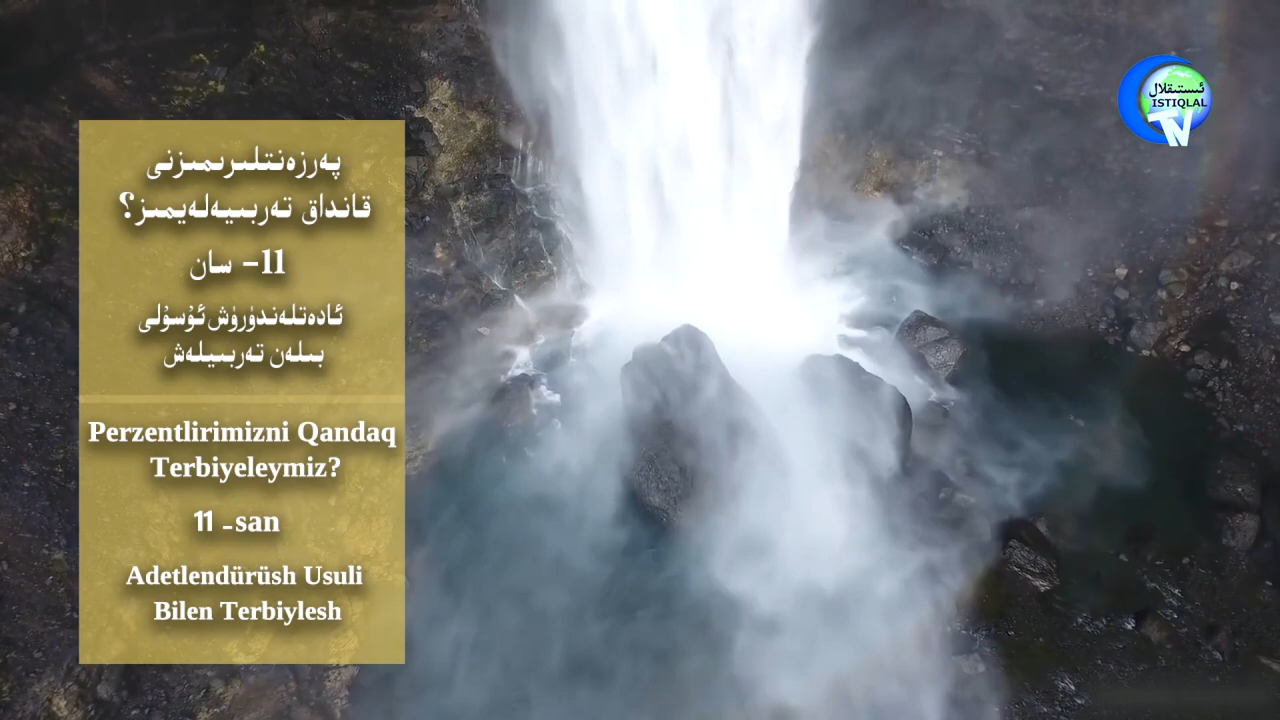 پەرزەنتلىرىمىزنى
قانداق تەربىيەلەيمىز؟
11- سان
ئادەتلەندۈرۈش ئۇسۇلى
بىلەن تەربىيىلەش
Perzentlirimizni Qandaq
Terbiyeleymiz?
11 -san
Adetlendürüsh Usuli
Bilen Terbiylesh
ئىستىقلال
ISTIQLAL
TV